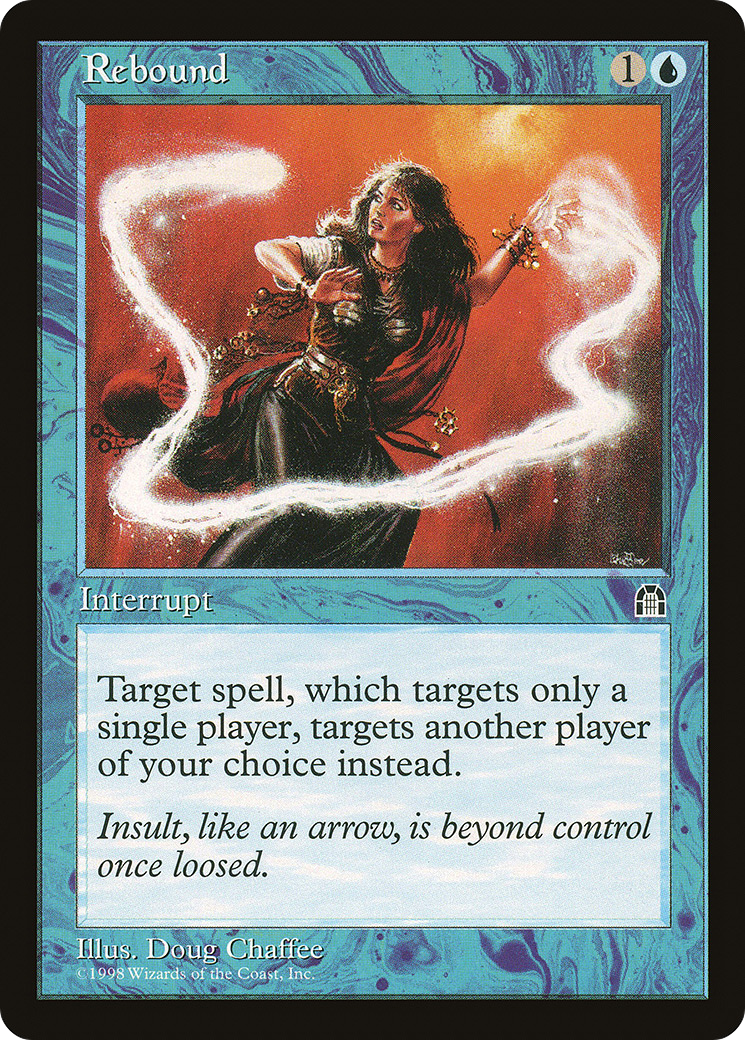 Rebound 1
Interrupt
Target spell, which targets only a
single player, targets another player
of your choice instead.
Insult, like an arrow, is beyond control
once loosed.
Illus. Doug Chaffee
©1998 Wizards of the Coast, Inc.